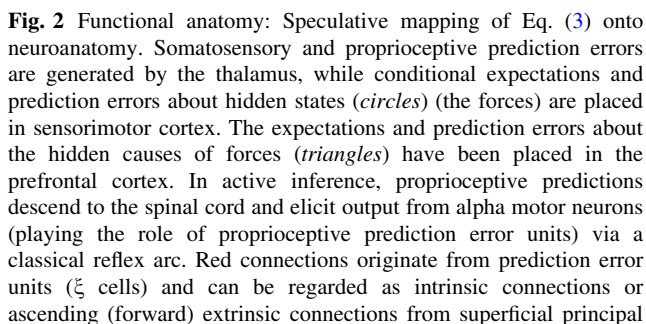 Fig. 2 Functional anatomy: Speculative mapping of Eq. (3) onto
neuroanatomy. Somatosensory and proprioceptive prediction errors
are generated by the thalamus, while conditional expectations and
prediction errors about hidden states (circles) (the forces) are placed
in sensorimotor cortex. The expectations and prediction errors about
the hidden causes of forces (triangles) have been placed in the
prefrontal cortex. In active inference, proprioceptive predictions
descend to the spinal cord and elicit output from alpha motor neurons
(playing the role of proprioceptive prediction error units) via a
classical reflex arc. Red connections originate from prediction error
units (ξ cells) and can be regarded as intrinsic connections or
ascending (forward) extrinsic connections from superficial principal